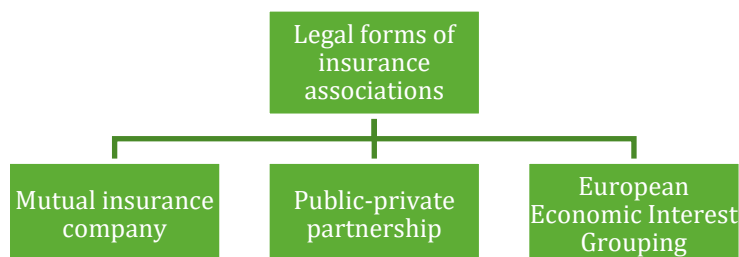 Legal forms of
insurance
associations
Mutual insurance
company
Public-private
partnership
European
Economic Interest
Grouping